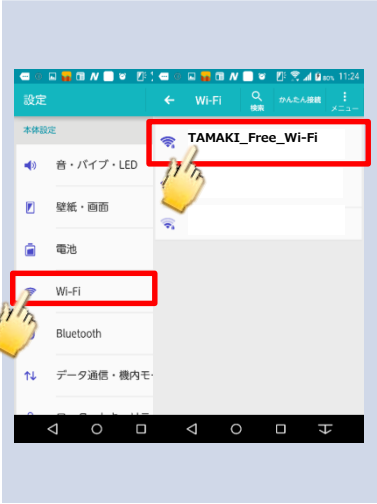 80% 11:24
設定
← Wi-Fi 検索 かんたん接続 メニュー
本体設定
TAMAKI_Free_Wi-Fi
音・バイブ・LED
壁紙・画面
電池
Wi-Fi
Bluetooth
データ通信・機内モ